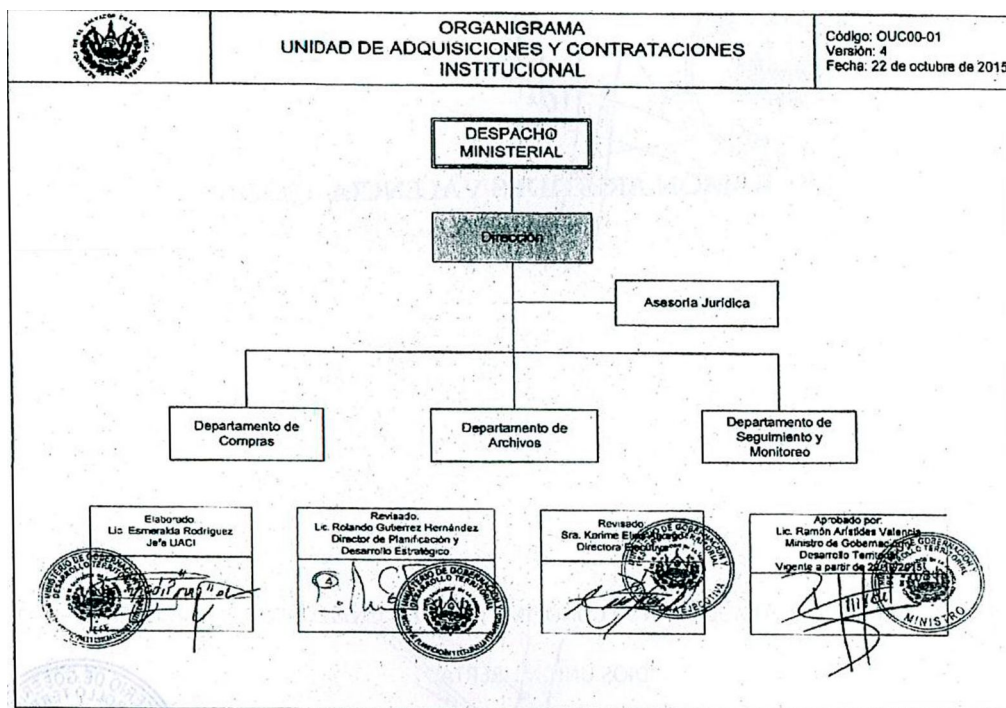 ORGANIGRAMA
UNIDAD DE ADQUISICIONES Y CONTRATACIONES
INSTITUCIONAL
Código: OUC00-01
Versión: 4
Fecha: 22 de octubre de 2015
DESPACHO
MINISTERIAL
Dirección
Asesoría Jurídica
Departamento de
Compras
Departamento de
Archivos
Departamento de
Seguimiento y
Monitoreo
Elaborado
Lic. Esmeralda Rodríguez
Jefa UACI
Revisado.
Lic. Rolando Gutierrez Hernández
Director de Planificación y
Desarrollo Estratégico
Revisado
Sra. Karime
Directora Ejecutiva
Aprobado por:
Lic. Ramón Arístides Valencia
Ministro de Gobernación
Desarrollo Territorial
Vigente a partir de
MINISTRO